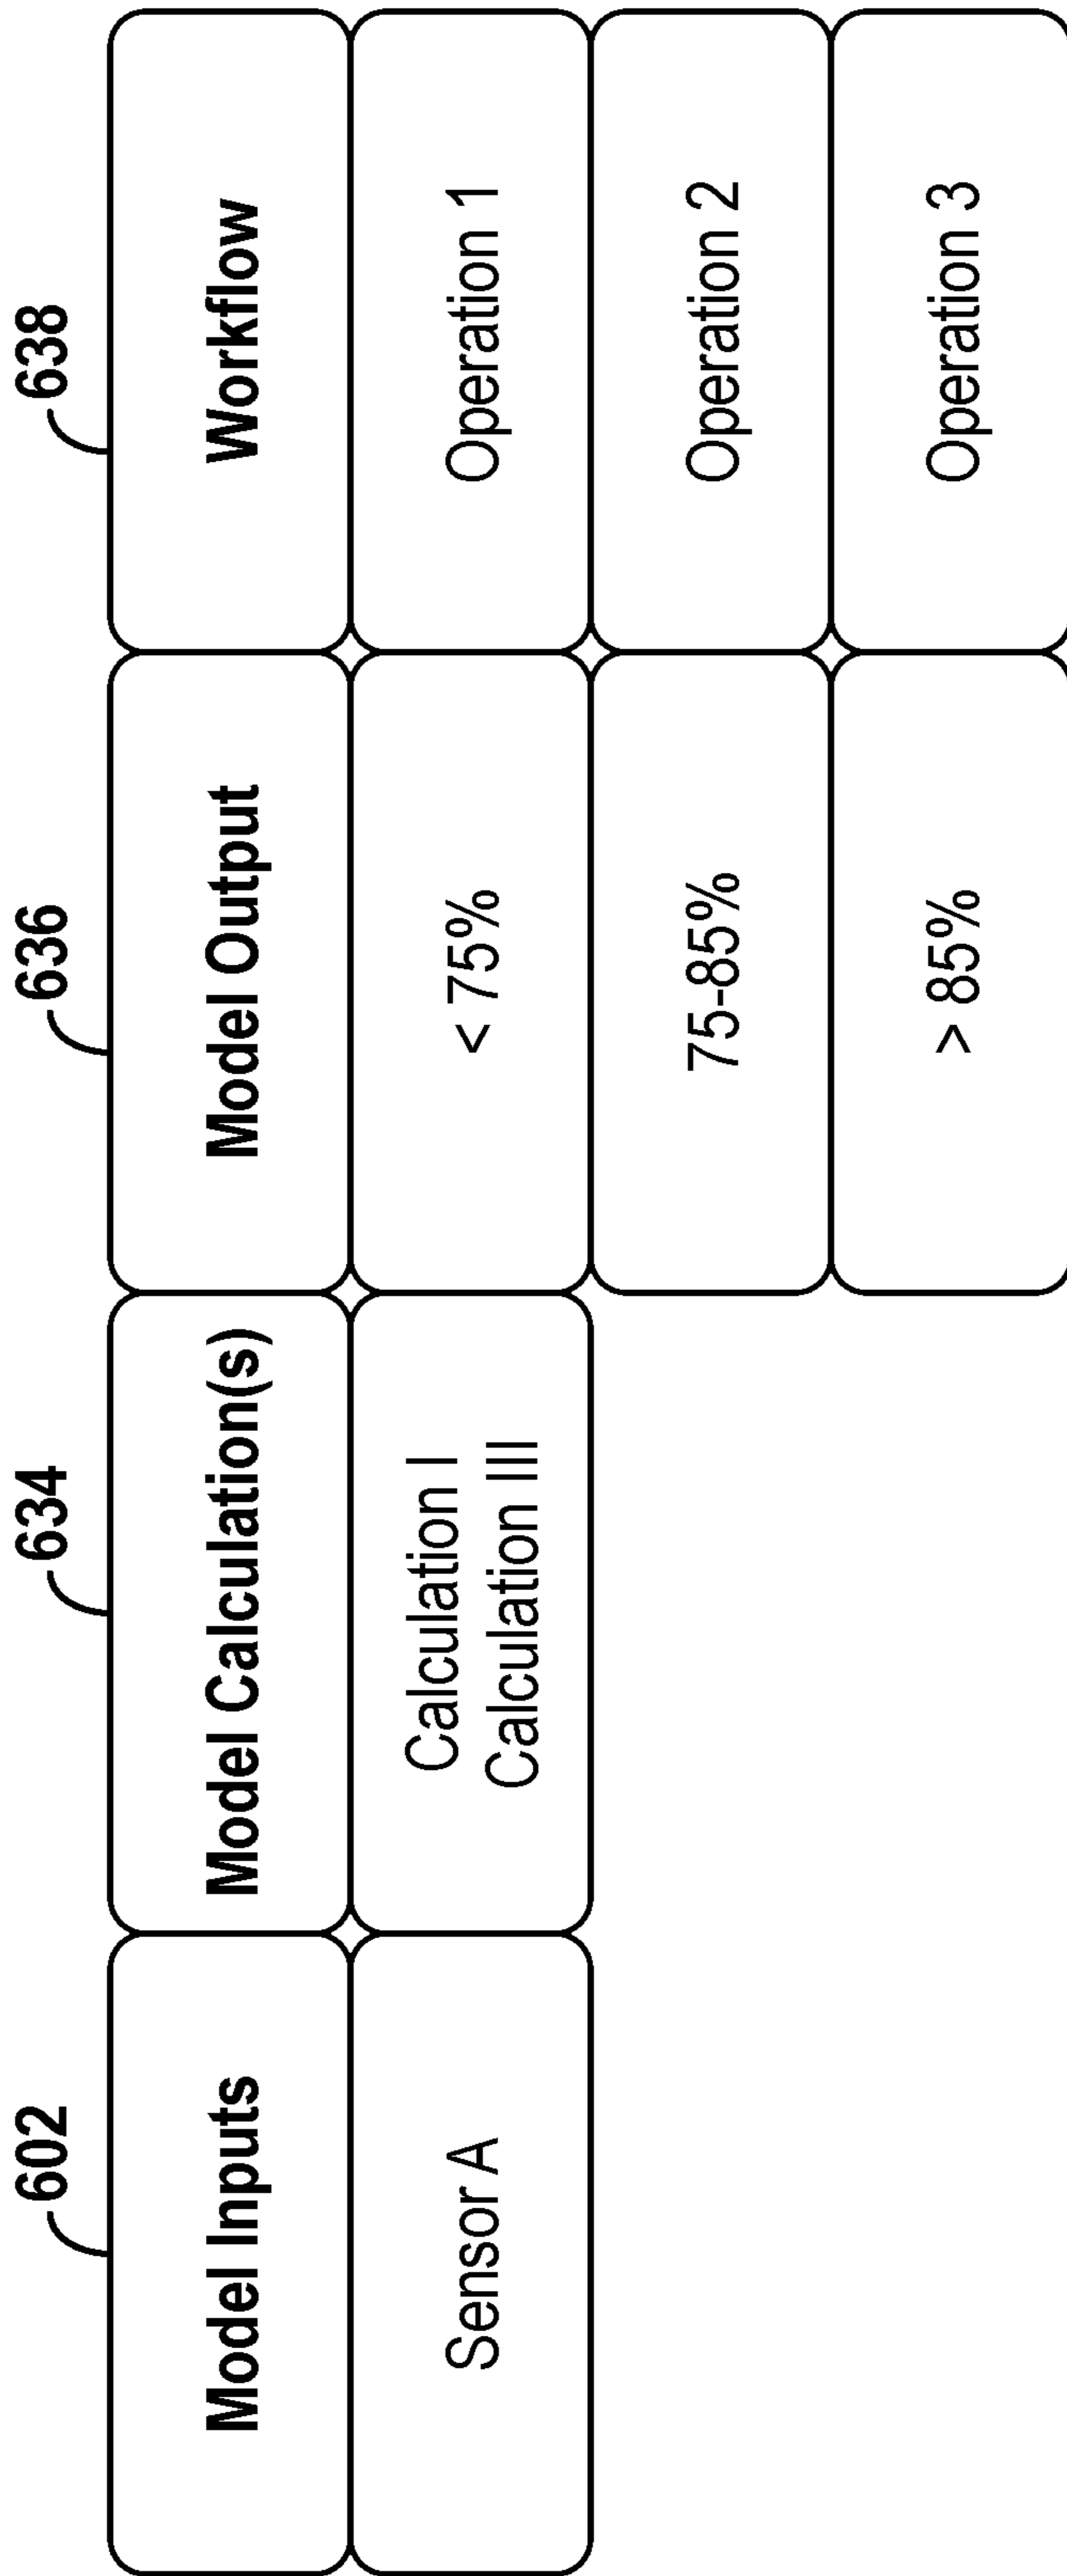 602
634
636
638
Model Inputs
Model Calculation(s)
Model Output
Workflow
Sensor A
Calculation I
Calculation III
< 75%
Operation 1
75-85%
Operation 2
> 85%
Operation 3